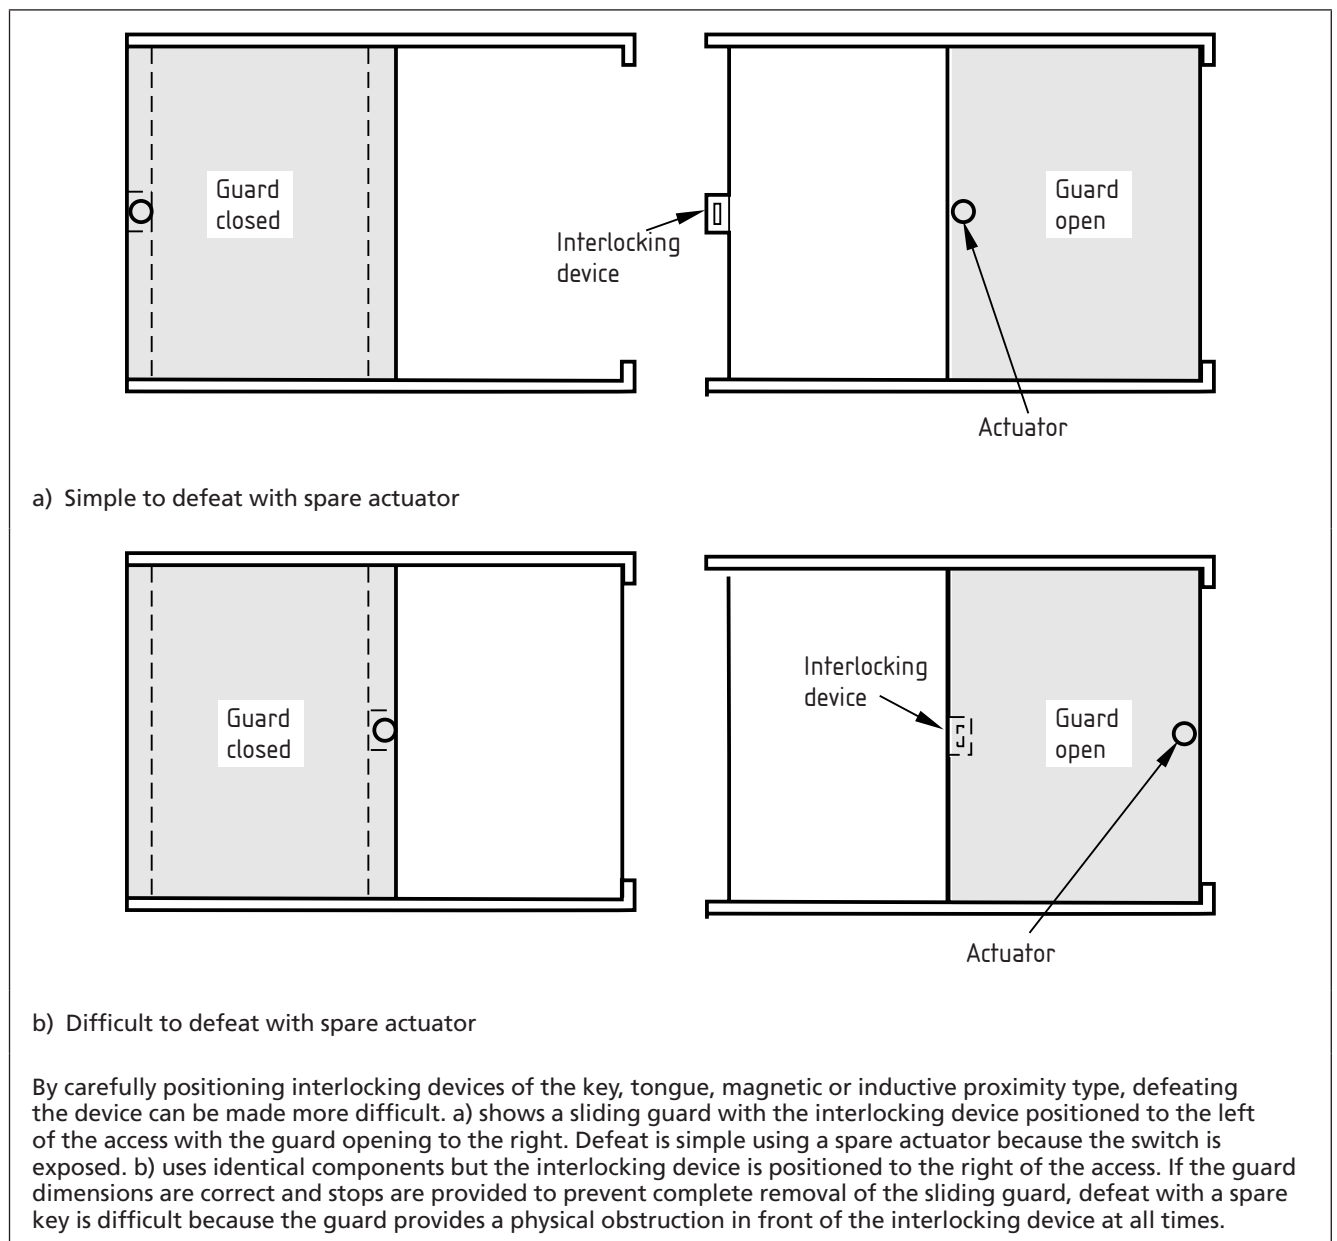 Guard
closed
Interlocking
device
Guard
open
Actuator
a) Simple to defeat with spare actuator
Guard
closed
Interlocking
device
Guard
open
Actuator
b) Difficult to defeat with spare actuator
By carefully positioning interlocking devices of the key, tongue, magnetic or inductive proximity type, defeating
the device can be made more difficult. a) shows a sliding guard with the interlocking device positioned to the left
of the access with the guard opening to the right. Defeat is simple using a spare actuator because the switch is
exposed. b) uses identical components but the interlocking device is positioned to the right of the access. If the guard
dimensions are correct and stops are provided to prevent complete removal of the sliding guard, defeat with a spare
key is difficult because the guard provides a physical obstruction in front of the interlocking device at all times.